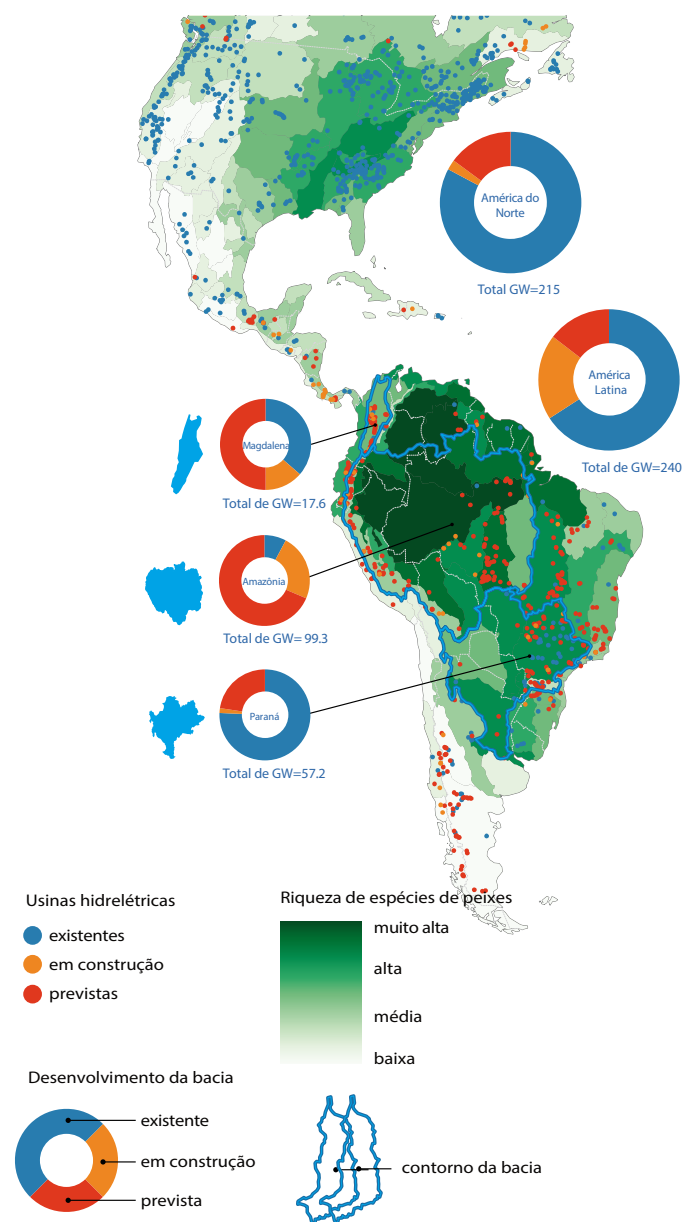 América do
Norte
Total GW=215
América
Latina
Total de GW=240
Magdalena
Total de GW=17.6
Amazônia
Total de GW= 99.3
Paraná
Total de GW=57.2
Usinas hidrelétricas
existentes
em construção
previstas
Riqueza de espécies de peixes
muito alta
alta
média
baixa
Desenvolvimento da bacia
existente
em construção
prevista
contorno da bacia